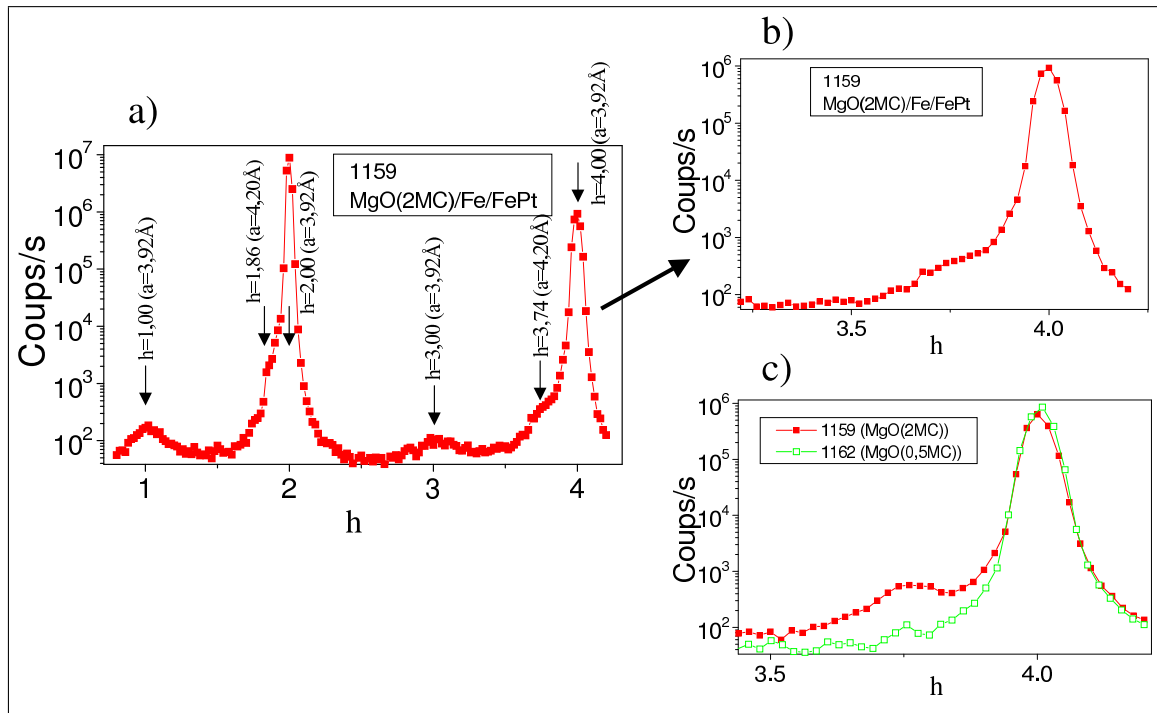 a)
1159
MgO(2MC)/Fe/FePt
h=1,00 (a=3,92Å)
h=1,86 (a=4,20Å)
h=2,00 (a=3,92Å)
h=3,00 (a=3,92Å)
h=3,74 (a=4,20Å)
h=4,00 (a=3,92Å)
Coups/s
10⁷
10⁶
10⁵
10⁴
10³
10²
1 2 3 4
h
b)
1159
MgO(2MC)/Fe/FePt
Coups/s
10⁶
10⁵
10⁴
10³
10²
3.5 4.0
h
c)
1159 (MgO(2MC))
1162 (MgO(0,5MC))
Coups/s
10⁶
10⁵
10⁴
10³
10²
3.5 4.0
h